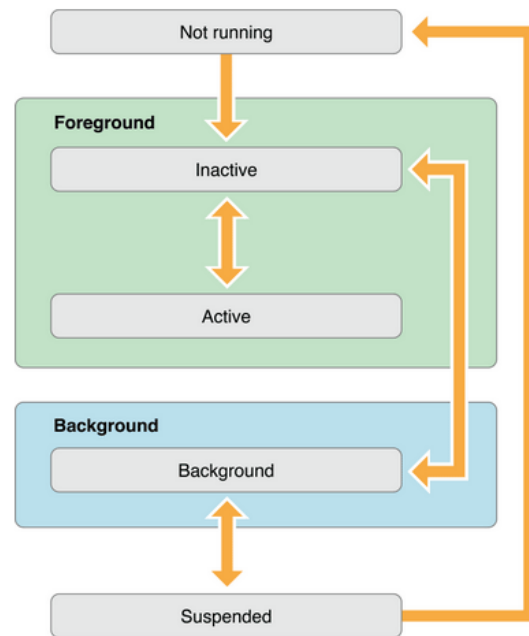 Not running
Foreground
Inactive
Active
Background
Background
Suspended